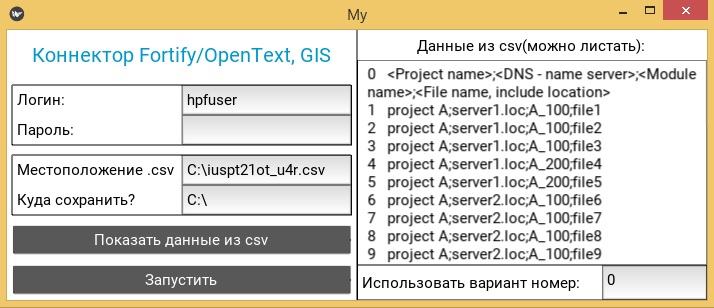 My
Коннектор Fortify/OpenText, GIS
Логин: hpfuser
Пароль:
Местоположение .csv C:\iuspt21ot_u4r.csv
Куда сохранить? C:\
Показать данные из csv
Запустить
Данные из csv(можно листать):
0 <Project name>;<DNS - name server>;<Module
name>;<File name, include location>
1 project A;server1.loc;A_100;file1
2 project A;server1.loc;A_100;file2
3 project A;server1.loc;A_100;file3
4 project A;server1.loc;A_200;file4
5 project A;server1.loc;A_200;file5
6 project A;server2.loc;A_100;file6
7 project A;server2.loc;A_100;file7
8 project A;server2.loc;A_100;file8
9 project A;server2.loc;A_100;file9
Использовать вариант номер: 0